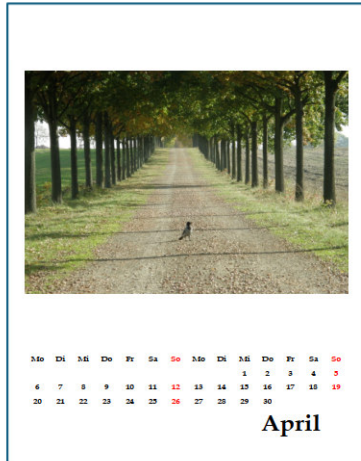 Mo Di Mi Do Fr Sa So Mo Di Mi Do Fr Sa So
1 2 3 4 5
6 7 8 9 10 11 12 13 14 15 16 17 18 19
20 21 22 23 24 25 26 27 28 29 30
April